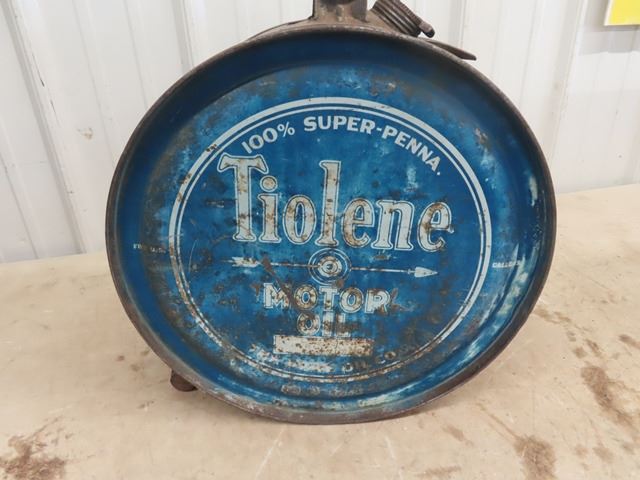 100% SUPER-PENNA.
Tiolene
MOTOR
OIL